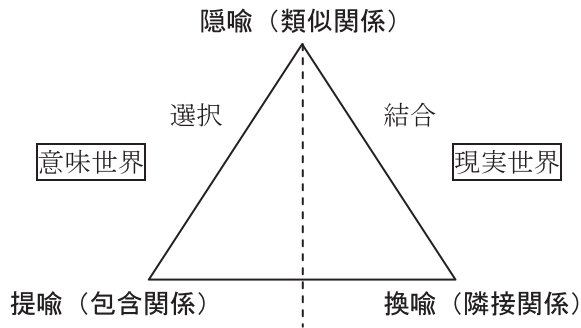 隠喩（類似関係）
選択
結合
意味世界
現実世界
提喩（包含関係）
換喩（隣接関係）